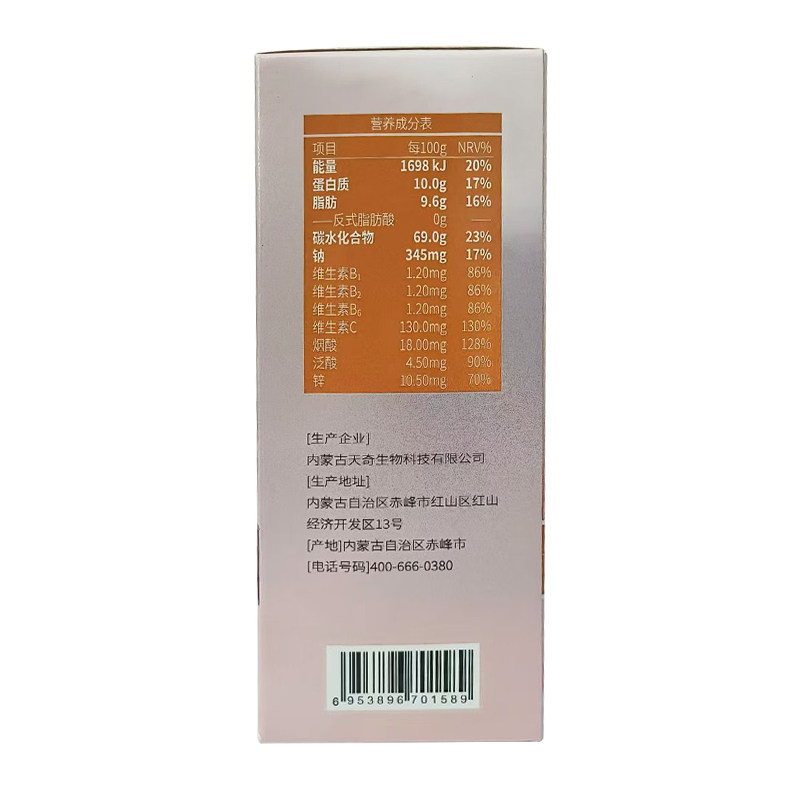 营养成分表
项目 每100g NRV%
能量 1698 kJ 20%
蛋白质 10.0g 17%
脂肪 9.6g 16%
——反式脂肪酸 0g ——
碳水化合物 69.0g 23%
钠 345mg 17%
维生素B₁ 1.20mg 86%
维生素B₂ 1.20mg 86%
维生素B₆ 1.20mg 86%
维生素C 130.0mg 130%
烟酸 18.00mg 128%
泛酸 4.50mg 90%
锌 10.50mg 70%
[生产企业]
内蒙古天奇生物科技有限公司
[生产地址]
内蒙古自治区赤峰市红山区红山
经济开发区13号
[产地]内蒙古自治区赤峰市
[电话号码]400-666-0380
6 953896 701589